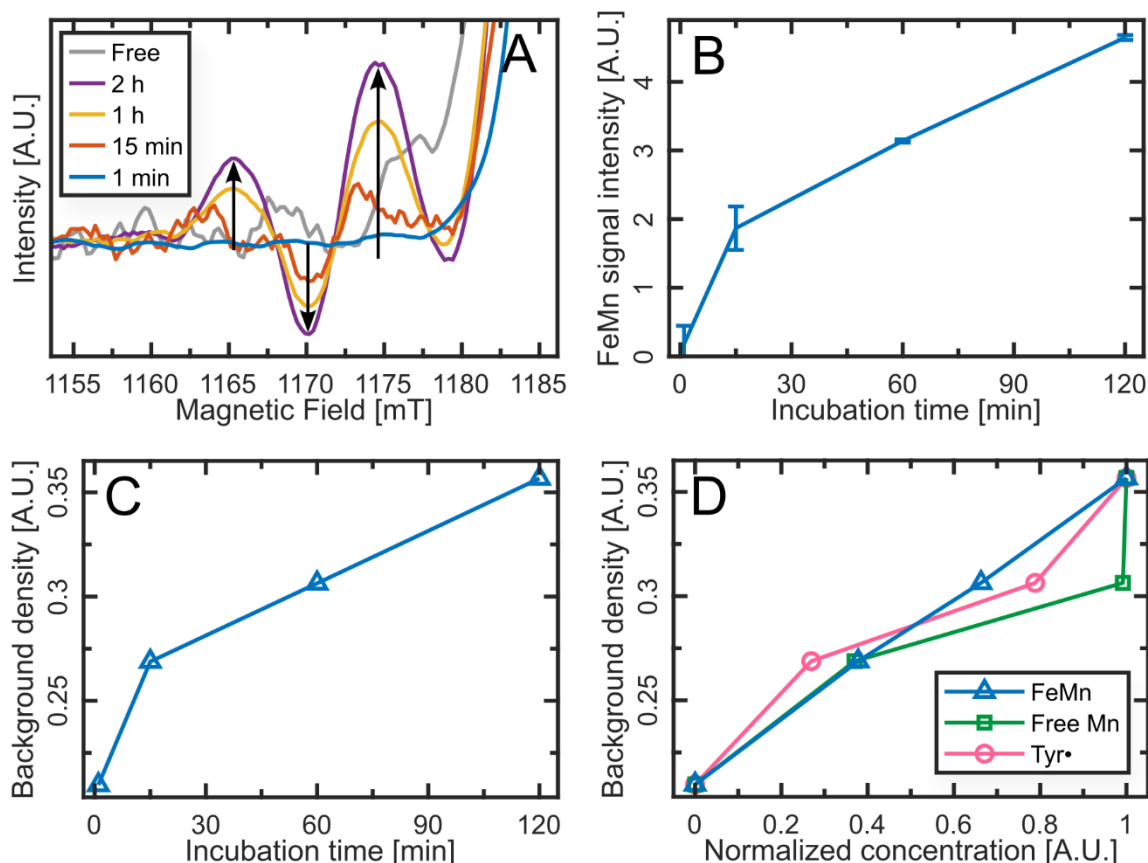 A
Free
2 h
1 h
15 min
1 min
Intensity [A.U.]
1155 1160 1165 1170 1175 1180 1185
Magnetic Field [mT]
B
FeMn signal intensity [A.U.]
4
2
0
0 30 60 90 120
Incubation time [min]
C
Background density [A.U.]
0.35
0.3
0.25
0 30 60 90 120
Incubation time [min]
D
Background density [A.U.]
0.35
0.3
0.25
FeMn
Free Mn
Tyr•
0 0.2 0.4 0.6 0.8 1
Normalized concentration [A.U.]